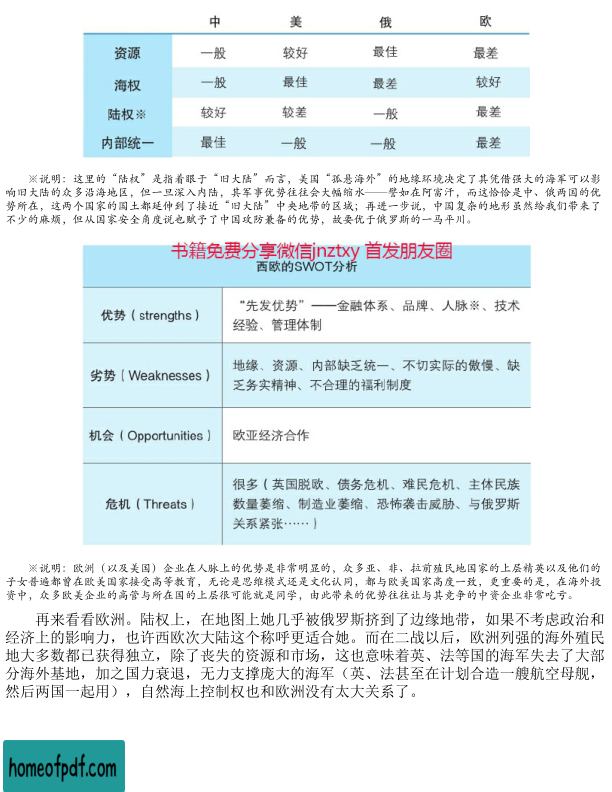 中 美 俄 欧
资源 一般 较好 最佳 最差
海权 一般 最佳 最差 较好
陆权※ 较好 较差 一般 最差
内部统一 最佳 一般 一般 最差
※说明：这里的“陆权”是指着眼于“旧大陆”而言，美国“孤悬海外”的地缘环境决定了其凭借强大的海军可以影
响旧大陆的众多沿海地区，但一旦深入内陆，其军事优势往往会大幅缩水——譬如在阿富汗，而这恰恰是中、俄两国的优
势所在，这两个国家的国土都延伸到了接近“旧大陆”中央地带的区域；再进一步说，中国复杂的地形虽然给我们带来了
不少的麻烦，但从国家安全角度说也赋予了中国攻防兼备的优势，故要优于俄罗斯的一马平川。
书籍免费分享微信jnztxy 首发朋友圈
西欧的SWOT分析
优势（strengths） “先发优势”——金融体系、品牌、人脉※、技术
经验、管理体制
劣势（Weaknesses） 地缘、资源、内部缺乏统一、不切实际的傲慢、缺
乏务实精神、不合理的福利制度
机会（Opportunities） 欧亚经济合作
危机（Threats） 很多（英国脱欧、债务危机、难民危机、主体民族
数量萎缩、制造业萎缩、恐怖袭击威胁、与俄罗斯
关系紧张……）
※说明：欧洲（以及美国）企业在人脉上的优势是非常明显的，众多亚、非、拉前殖民地国家的上层精英以及他们的
子女普遍都曾在欧美国家接受高等教育，无论是思维模式还是文化认同，都与欧美国家高度一致，更重要的是，在海外投
资中，众多欧美企业的高管与所在国的上层很可能就是同学，由此带来的优势往往让与其竞争的中资企业非常吃亏。
再来看看欧洲。陆权上，在地图上她几乎被俄罗斯挤到了边缘地带，如果不考虑政治和
经济上的影响力，也许西欧次大陆这个称呼更适合她。而在二战以后，欧洲列强的海外殖民
地大多数都已获得独立，除了丧失的资源和市场，这也意味着英、法等国的海军失去了大部
分海外基地，加之国力衰退，无力支撑庞大的海军（英、法甚至在计划合造一艘航空母舰，
然后两国一起用），自然海上控制权也和欧洲没有太大关系了。
homeofpdf.com